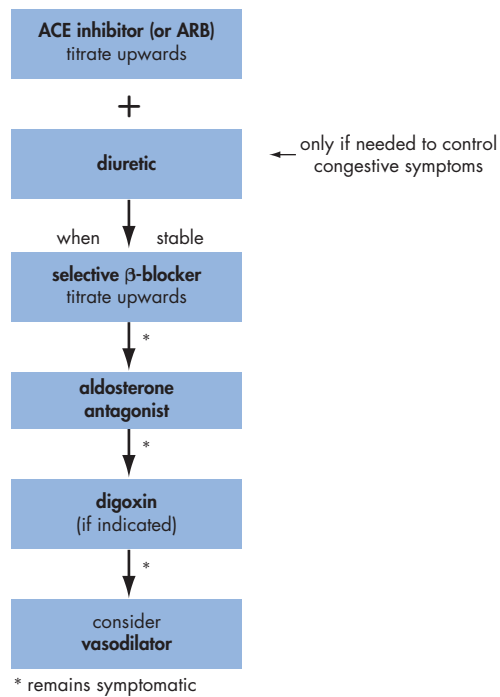 ACE inhibitor (or ARB)
titrate upwards
+
diuretic
only if needed to control
congestive symptoms
when stable
selective β-blocker
titrate upwards
*
aldosterone
antagonist
*
digoxin
(if indicated)
*
consider
vasodilator
* remains symptomatic